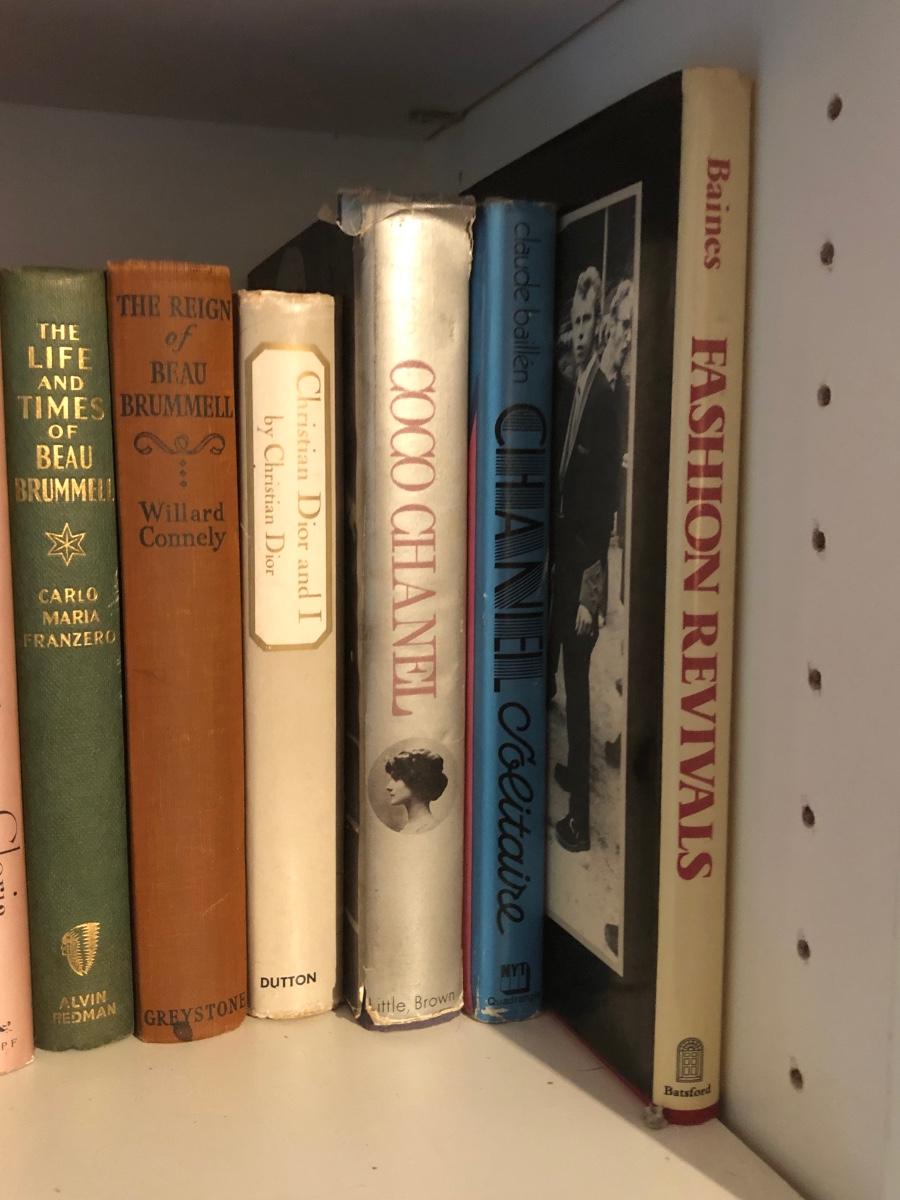 THE
LIFE
AND
TIMES
OF
BEAU
BRUMMELL
CARLO
MARIA
FRANZERO
ALVIN
REDMAN
THE REIGN
of
BEAU
BRUMMELL
Willard
Connely
GREYSTONE
Christian Dior and I
by Christian Dior
DUTTON
COCO CHANEL
Little, Brown
claude baillén CHANEL solitaire
NYT
Quadrangle
Baines FASHION REVIVALS
Batsford